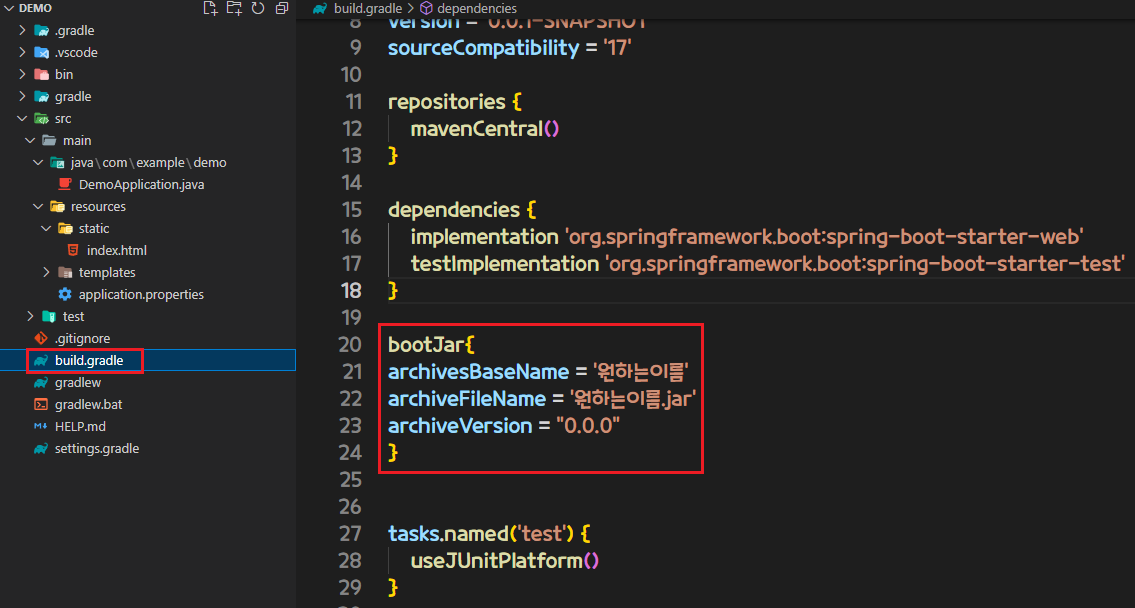 DEMO
.gradle
.vscode
bin
gradle
src
main
java\com\example\demo
DemoApplication.java
resources
static
index.html
templates
application.properties
test
.gitignore
build.gradle
gradlew
gradlew.bat
HELP.md
settings.gradle
build.gradle > dependencies
8 version = '0.0.1-SNAPSHOT'
9 sourceCompatibility = '17'
10
11 repositories {
12 mavenCentral()
13 }
14
15 dependencies {
16 implementation 'org.springframework.boot:spring-boot-starter-web'
17 testImplementation 'org.springframework.boot:spring-boot-starter-test'
18 }
19
20 bootJar{
21 archivesBaseName = '원하는이름'
22 archiveFileName = '원하는이름.jar'
23 archiveVersion = "0.0.0"
24 }
25
26
27 tasks.named('test') {
28 useJUnitPlatform()
29 }